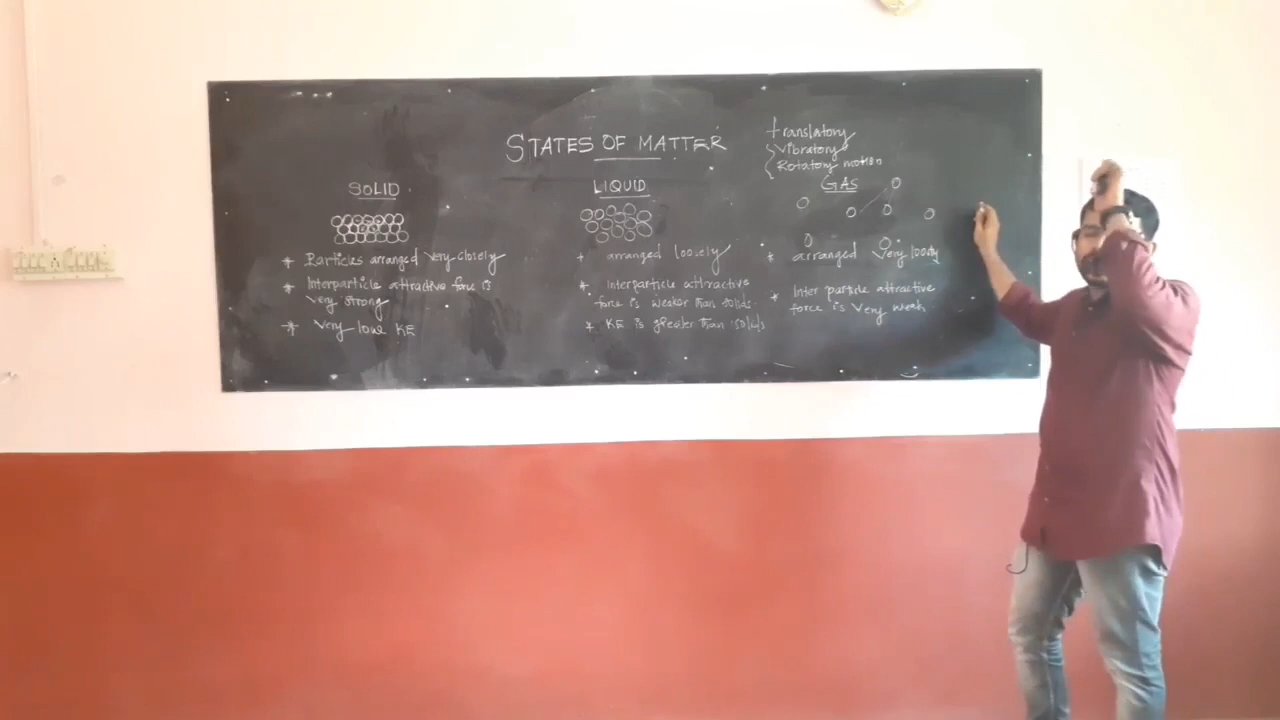 STATES OF MATTER
translatory
Vibratory
Rotatory motion
SOLID
* Particles arranged very closely
* Interparticle attractive force is
very strong
* Very low KE
LIQUID
* arranged loosely
* Interparticle attractive
force is weaker than solids.
* KE is greater than solids
GAS
* arranged very loosly
* Inter particle attractive
force is very weak